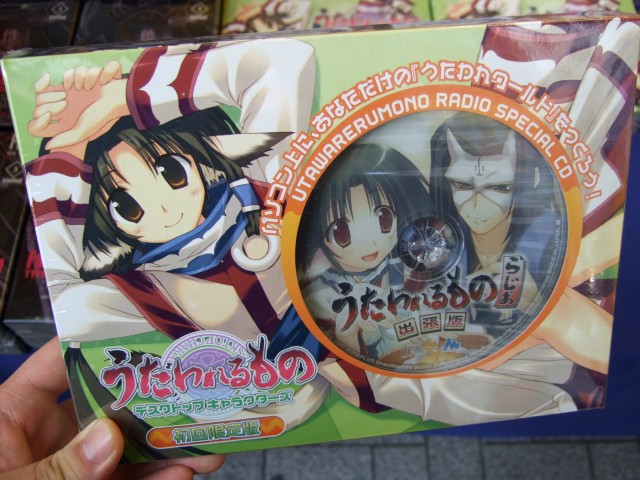 パソコン上に、あなただけの『うたわれワールド』をつくろう!
UTAWARERUMONO RADIO SPECIAL CD
うたわれるもの
らじお
出張版
うたわれるもの
デスクトップキャラクターズ
初回限定版